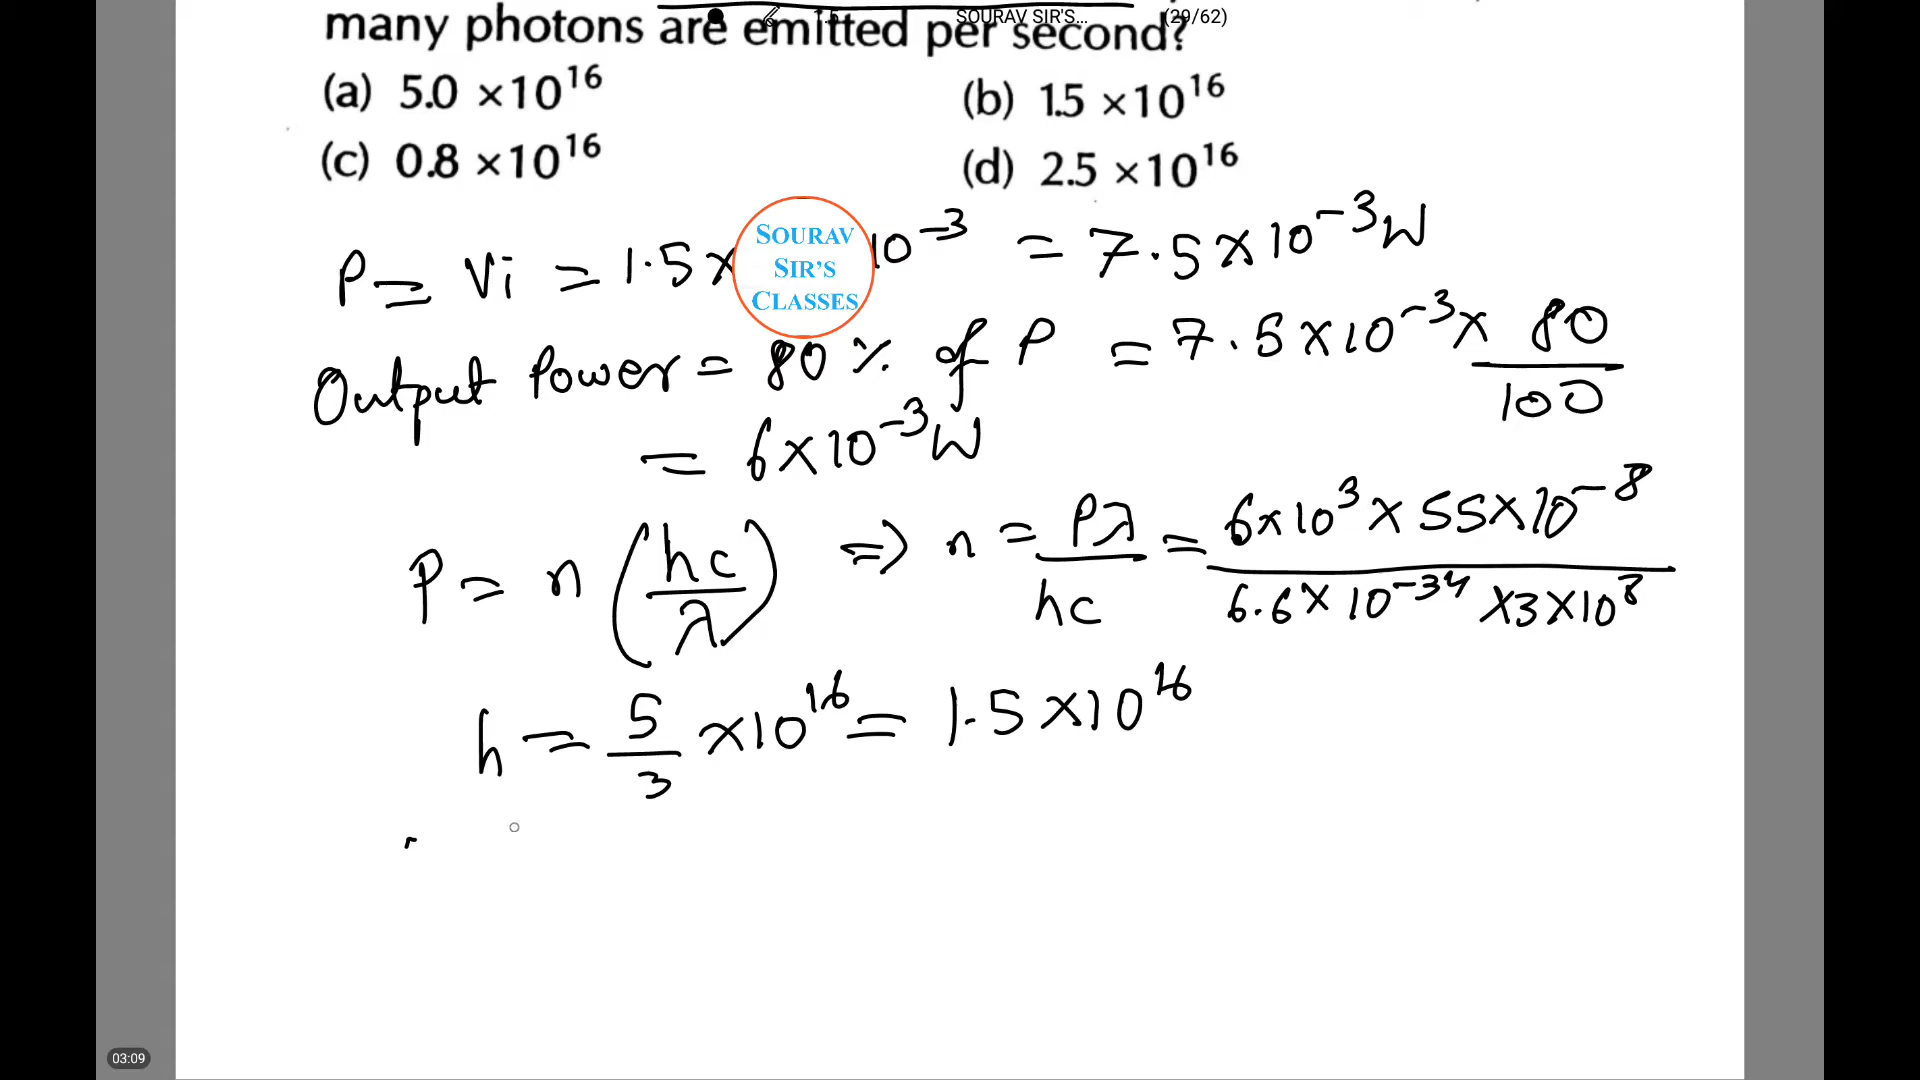 1.5 SOURAV SIR'S... (29/62)
many photons are emitted per second?
(a) 5.0 ×10^16 (b) 1.5 ×10^16
(c) 0.8 ×10^16 (d) 2.5 ×10^16
P = Vi = 1.5 × 10^-3 = 7.5 × 10^-3 W
SOURAV
SIR'S
CLASSES
Output Power = 80 % of P = 7.5 × 10^-3 × 80/100
= 6 × 10^-3 W
P = n (hc/λ) => n = Pλ/hc = 6 × 10^3 × 55 × 10^-8 / 6.6 × 10^-34 × 3 × 10^8
h = 5/3 × 10^16 = 1.5 × 10^16
03:09